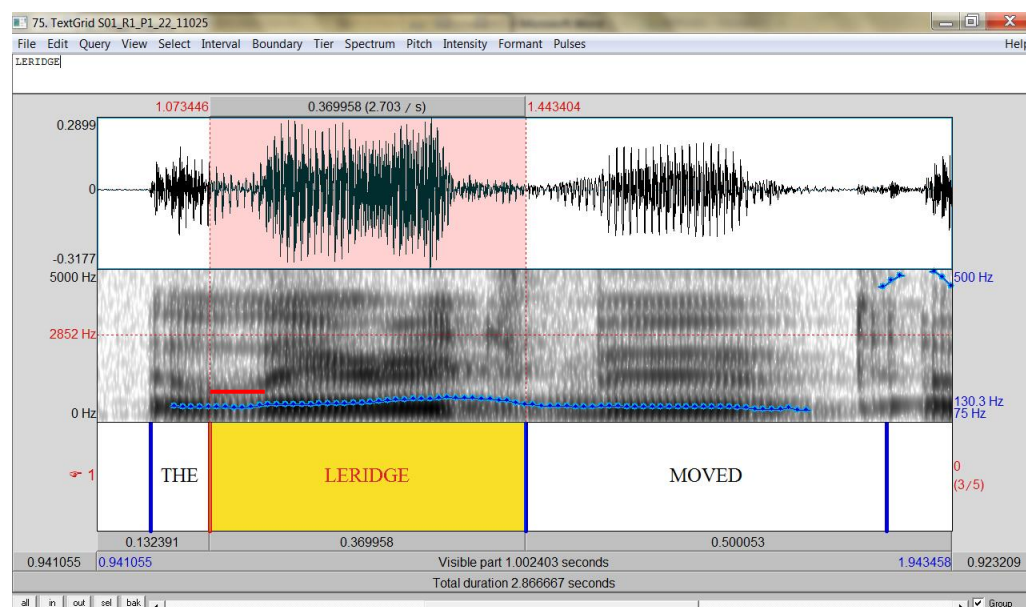 75. TextGrid S01_R1_P1_22_11025
File Edit Query View Select Interval Boundary Tier Spectrum Pitch Intensity Formant Pulses Help
LERIDGE
1.073446 0.369958 (2.703 / s) 1.443404
0.2899
0
-0.3177
5000 Hz 500 Hz
2852 Hz
0 Hz 130.3 Hz
75 Hz
1 THE LERIDGE MOVED 0
(3/5)
0.132391 0.369958 0.500053
0.941055 0.941055 Visible part 1.002403 seconds 1.943458 0.923209
Total duration 2.866667 seconds
all in out sel bak Group